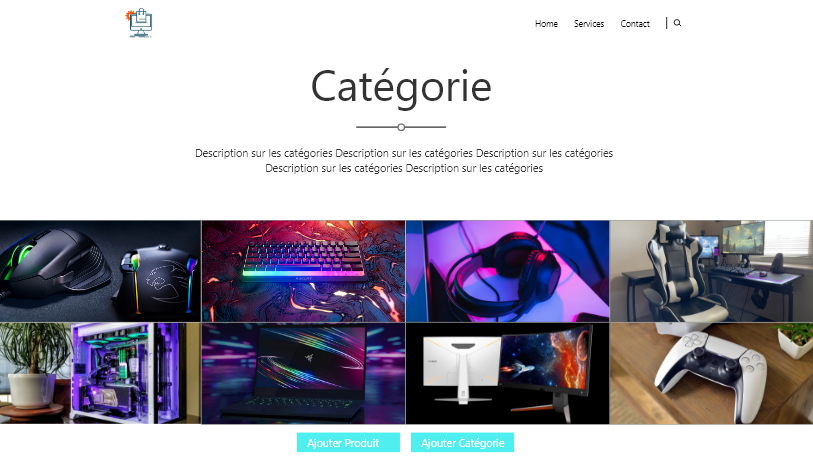 Home Services Contact
Catégorie
Description sur les catégories Description sur les catégories Description sur les catégories
Description sur les catégories Description sur les catégories
Ajouter Produit Ajouter Catégorie